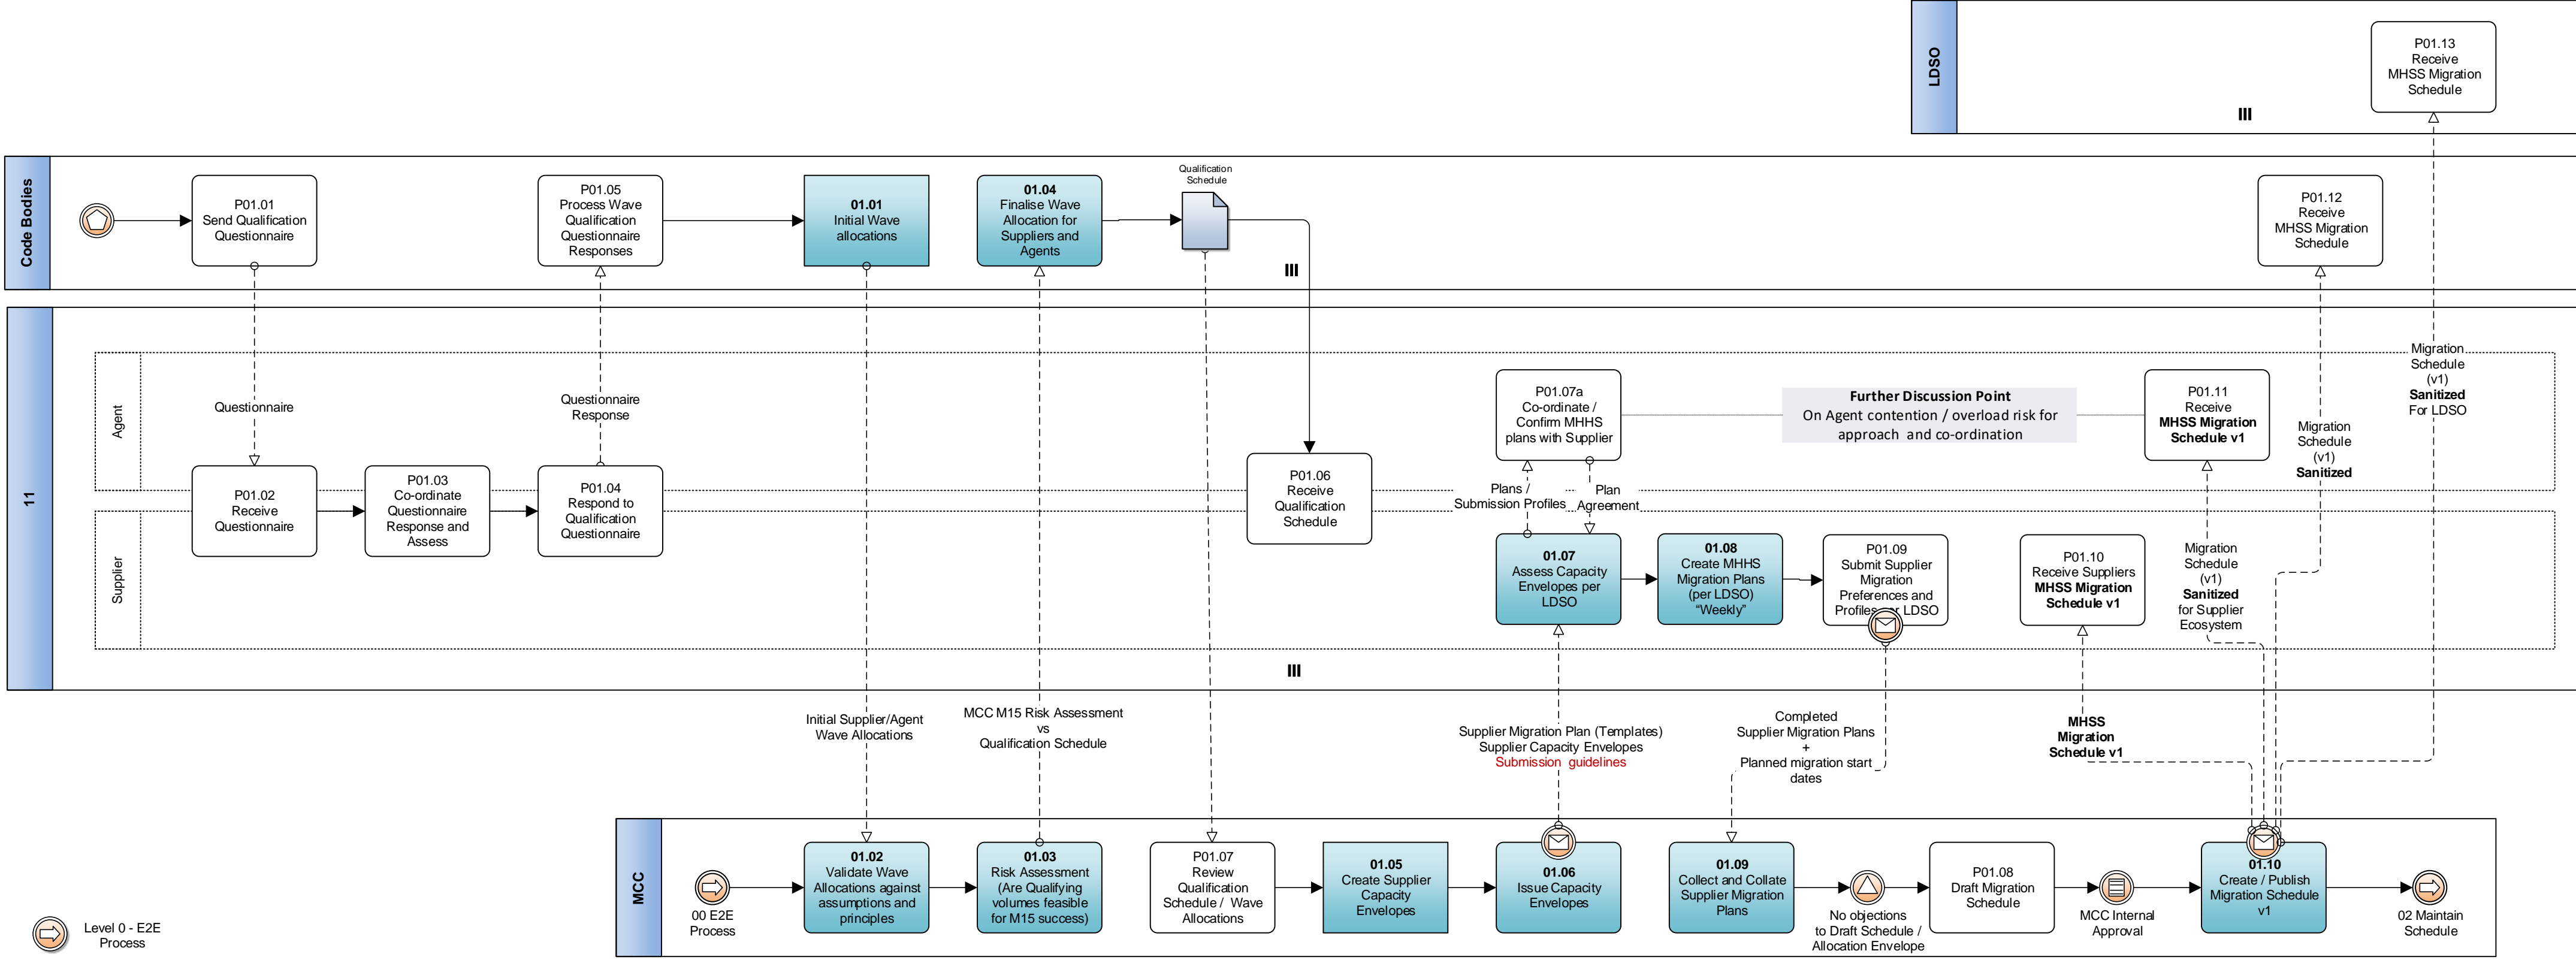 LDSO
P01.13
Receive
MHSS Migration
Schedule
III
Code Bodies
P01.01
Send Qualification
Questionnaire
P01.05
Process Wave
Qualification
Questionnaire
Responses
01.01
Initial Wave
allocations
01.04
Finalise Wave
Allocation for
Suppliers and
Agents
Qualification
Schedule
III
P01.12
Receive
MHSS Migration
Schedule
11
Agent
Supplier
Questionnaire
Questionnaire
Response
P01.02
Receive
Questionnaire
P01.03
Co-ordinate
Questionnaire
Response and
Assess
P01.04
Respond to
Qualification
Questionnaire
P01.06
Receive
Qualification
Schedule
P01.07a
Co-ordinate /
Confirm MHHS
plans with Supplier
Further Discussion Point
On Agent contention / overload risk for
approach and co-ordination
P01.11
Receive
MHSS Migration
Schedule v1
Migration
Schedule
(v1)
Sanitized
Migration
Schedule
(v1)
Sanitized
For LDSO
Plans /
Submission Profiles
Plan
Agreement
01.07
Assess Capacity
Envelopes per
LDSO
01.08
Create MHHS
Migration Plans
(per LDSO)
“Weekly”
P01.09
Submit Supplier
Migration
Preferences and
Profiles per LDSO
P01.10
Receive Suppliers
MHSS Migration
Schedule v1
Migration
Schedule
(v1)
Sanitized
for Supplier
Ecosystem
III
Initial Supplier/Agent
Wave Allocations
MCC M15 Risk Assessment
vs
Qualification Schedule
Supplier Migration Plan (Templates)
Supplier Capacity Envelopes
Submission guidelines
Completed
Supplier Migration Plans
+
Planned migration start
dates
MHSS
Migration
Schedule v1
MCC
00 E2E
Process
01.02
Validate Wave
Allocations against
assumptions and
principles
01.03
Risk Assessment
(Are Qualifying
volumes feasible
for M15 success)
P01.07
Review
Qualification
Schedule / Wave
Allocations
01.05
Create Supplier
Capacity
Envelopes
01.06
Issue Capacity
Envelopes
01.09
Collect and Collate
Supplier Migration
Plans
No objections
to Draft Schedule /
Allocation Envelope
P01.08
Draft Migration
Schedule
MCC Internal
Approval
01.10
Create / Publish
Migration Schedule
v1
02 Maintain
Schedule
Level 0 - E2E
Process